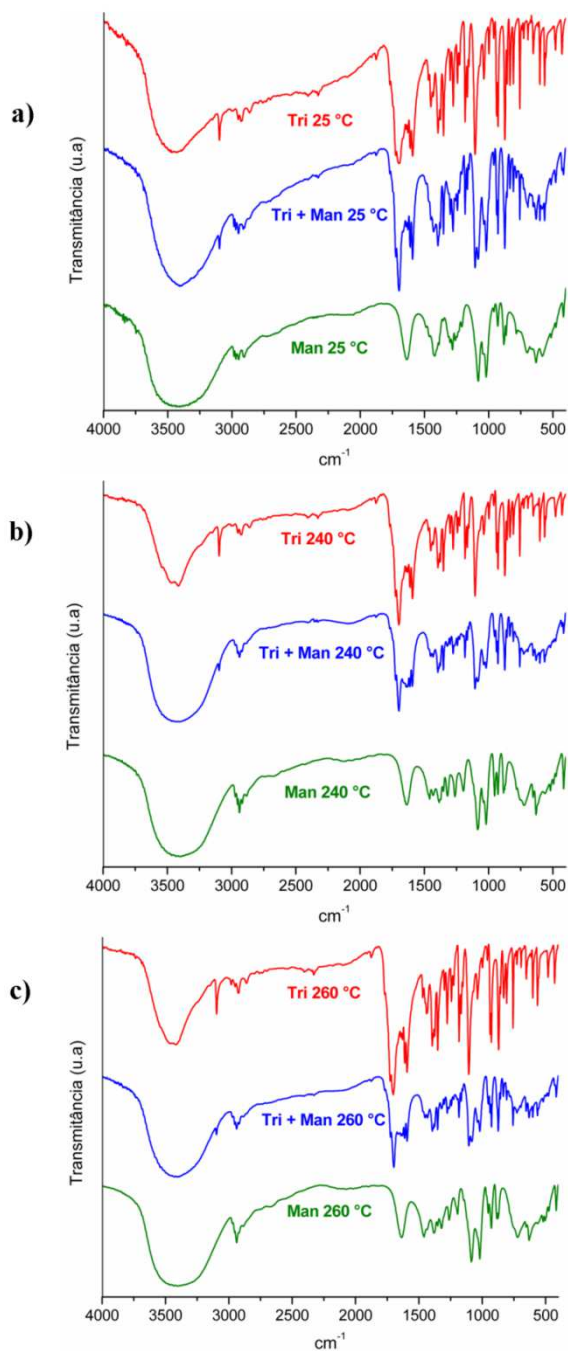 a)
Transmitância (u.a)
Tri 25 °C
Tri + Man 25 °C
Man 25 °C
4000 3500 3000 2500 2000 1500 1000 500
cm-1
b)
Transmitância (u.a)
Tri 240 °C
Tri + Man 240 °C
Man 240 °C
4000 3500 3000 2500 2000 1500 1000 500
cm-1
c)
Transmitância (u.a)
Tri 260 °C
Tri + Man 260 °C
Man 260 °C
4000 3500 3000 2500 2000 1500 1000 500
cm-1